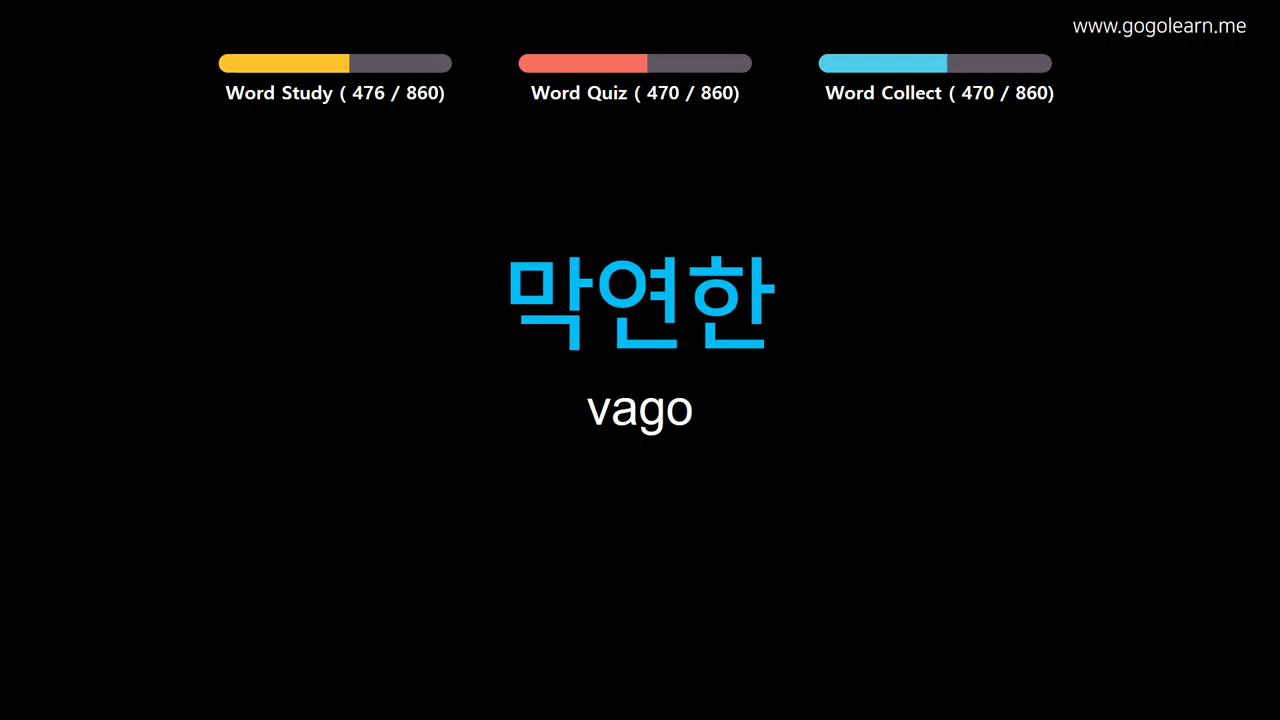 www.gogolearn.me
Word Study ( 476 / 860)
Word Quiz ( 470 / 860)
Word Collect ( 470 / 860)
막연한
vago